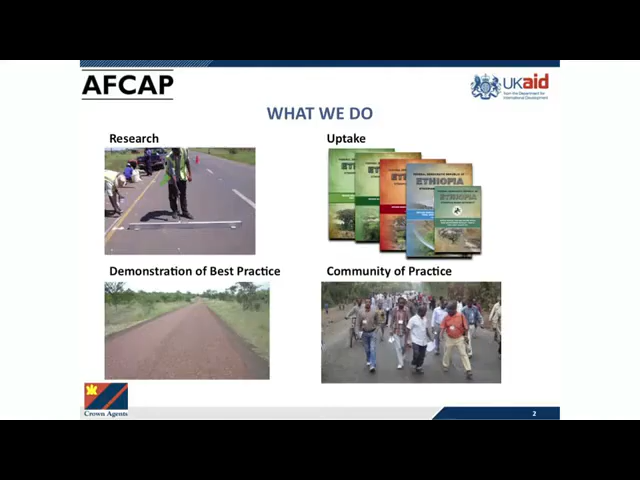 AFCAP
UKaid
from the Department for
International Development
WHAT WE DO
Research
Uptake
ETHIOPIA
ETHIOPIA
Demonstration of Best Practice
Community of Practice
Crown Agents
2